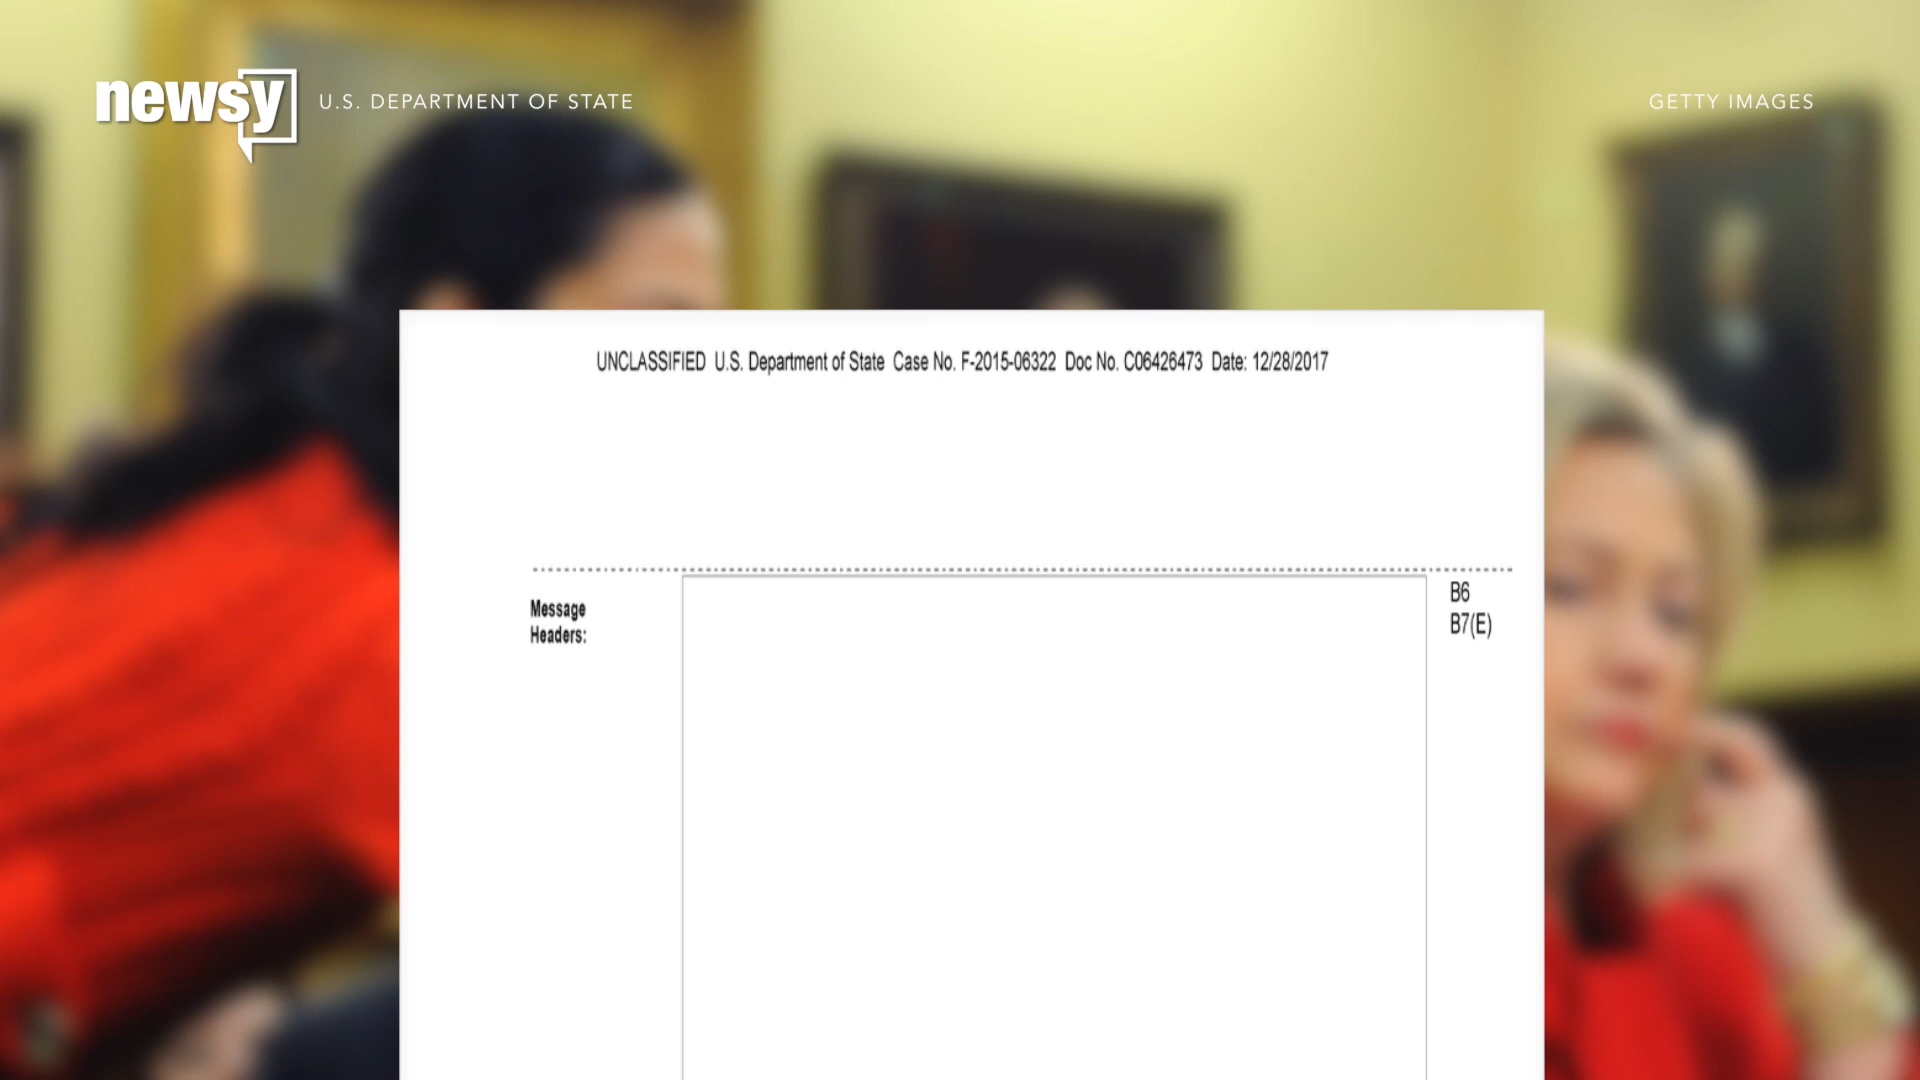 newsy
U.S. DEPARTMENT OF STATE
GETTY IMAGES
UNCLASSIFIED U.S. Department of State Case No. F-2015-06322 Doc No. C06426473 Date: 12/28/2017
Message
Headers:
B6
B7(E)